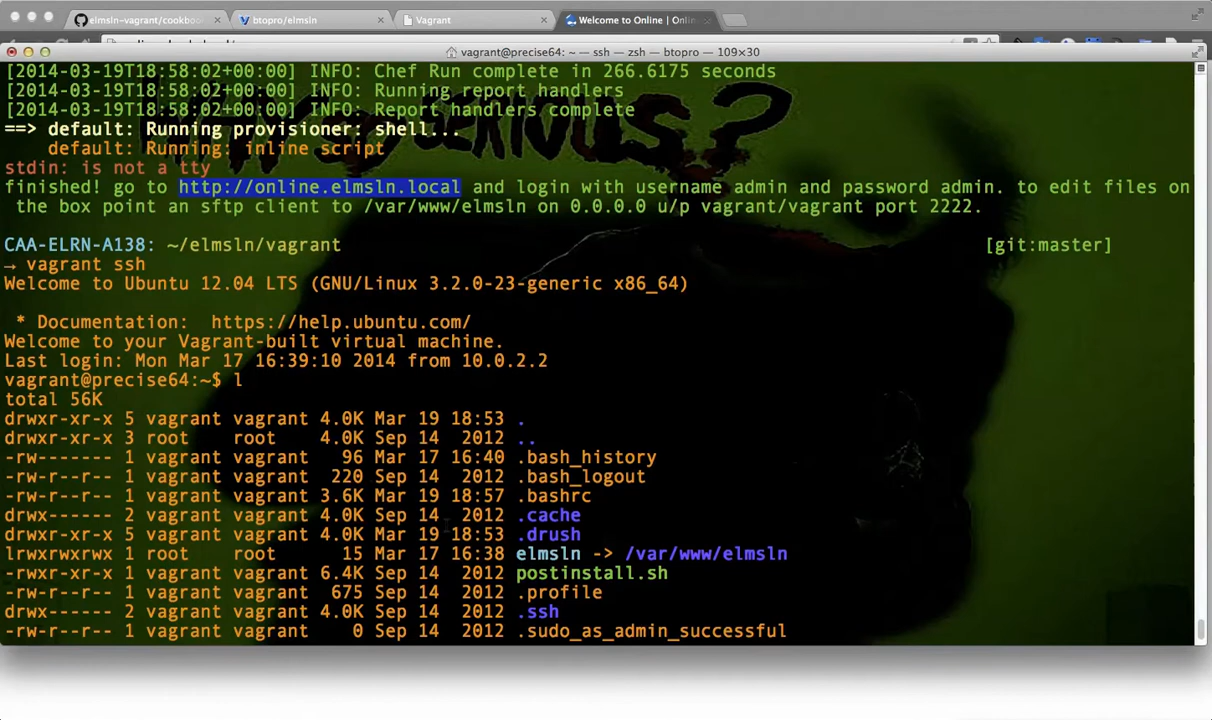 elmsln-vagrant/cookboo
btopro/elmsln
Vagrant
Welcome to Online | Onli
vagrant@precise64: ~ — ssh — zsh — btopro — 109×30
[2014-03-19T18:58:02+00:00] INFO: Chef Run complete in 266.6175 seconds
[2014-03-19T18:58:02+00:00] INFO: Running report handlers
[2014-03-19T18:58:02+00:00] INFO: Report handlers complete
==> default: Running provisioner: shell...
default: Running: inline script
stdin: is not a tty
finished! go to http://online.elmsln.local and login with username admin and password admin. to edit files on
the box point an sftp client to /var/www/elmsln on 0.0.0.0 u/p vagrant/vagrant port 2222.
CAA-ELRN-A138: ~/elmsln/vagrant [git:master]
→ vagrant ssh
Welcome to Ubuntu 12.04 LTS (GNU/Linux 3.2.0-23-generic x86_64)
* Documentation: https://help.ubuntu.com/
Welcome to your Vagrant-built virtual machine.
Last login: Mon Mar 17 16:39:10 2014 from 10.0.2.2
vagrant@precise64:~$ l
total 56K
drwxr-xr-x 5 vagrant vagrant 4.0K Mar 19 18:53 .
drwxr-xr-x 3 root root 4.0K Sep 14 2012 ..
-rw------- 1 vagrant vagrant 96 Mar 17 16:40 .bash_history
-rw-r--r-- 1 vagrant vagrant 220 Sep 14 2012 .bash_logout
-rw-r--r-- 1 vagrant vagrant 3.6K Mar 19 18:57 .bashrc
drwx------ 2 vagrant vagrant 4.0K Sep 14 2012 .cache
drwxr-xr-x 5 vagrant vagrant 4.0K Mar 19 18:53 .drush
lrwxrwxrwx 1 root root 15 Mar 17 16:38 elmsln -> /var/www/elmsln
-rwxr-xr-x 1 vagrant vagrant 6.4K Sep 14 2012 postinstall.sh
-rw-r--r-- 1 vagrant vagrant 675 Sep 14 2012 .profile
drwx------ 2 vagrant vagrant 4.0K Sep 14 2012 .ssh
-rw-r--r-- 1 vagrant vagrant 0 Sep 14 2012 .sudo_as_admin_successful